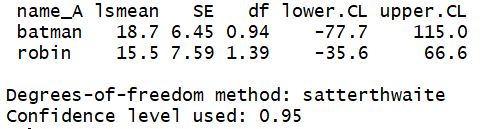 name_A lsmean SE df lower.CL upper.CL
batman 18.7 6.45 0.94 -77.7 115.0
robin 15.5 7.59 1.39 -35.6 66.6
Degrees-of-freedom method: satterthwaite
Confidence level used: 0.95